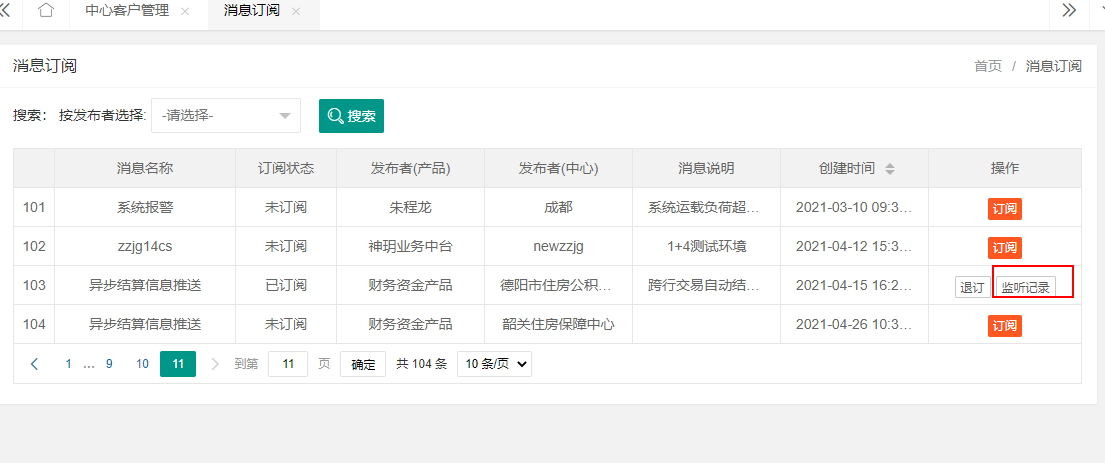 中心客户管理 消息订阅
消息订阅 首页 / 消息订阅
搜索： 按发布者选择: -请选择- 搜索
消息名称 订阅状态 发布者(产品) 发布者(中心) 消息说明 创建时间 操作
101 系统报警 未订阅 朱程龙 成都 系统运载负荷超... 2021-03-10 09:3... 订阅
102 zzjg14cs 未订阅 神玥业务中台 newzzjg 1+4测试环境 2021-04-12 15:3... 订阅
103 异步结算信息推送 已订阅 财务资金产品 德阳市住房公积... 跨行交易自动结... 2021-04-15 16:2... 退订 监听记录
104 异步结算信息推送 未订阅 财务资金产品 韶关住房保障中心 2021-04-26 10:3... 订阅
1 ... 9 10 11 到第 11 页 确定 共 104 条 10 条/页